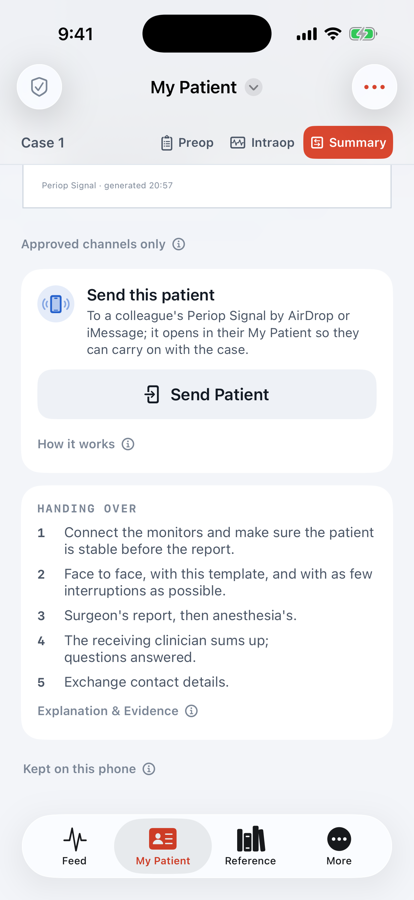 9:41
My Patient
Case 1
Preop
Intraop
Summary
Periop Signal · generated 20:57
Approved channels only
Send this patient
To a colleague's Periop Signal by AirDrop or
iMessage; it opens in their My Patient so they
can carry on with the case.
Send Patient
How it works
HANDING OVER
1 Connect the monitors and make sure the patient
is stable before the report.
2 Face to face, with this template, and with as few
interruptions as possible.
3 Surgeon's report, then anesthesia's.
4 The receiving clinician sums up;
questions answered.
5 Exchange contact details.
Explanation & Evidence
Kept on this phone
Feed
My Patient
Reference
More